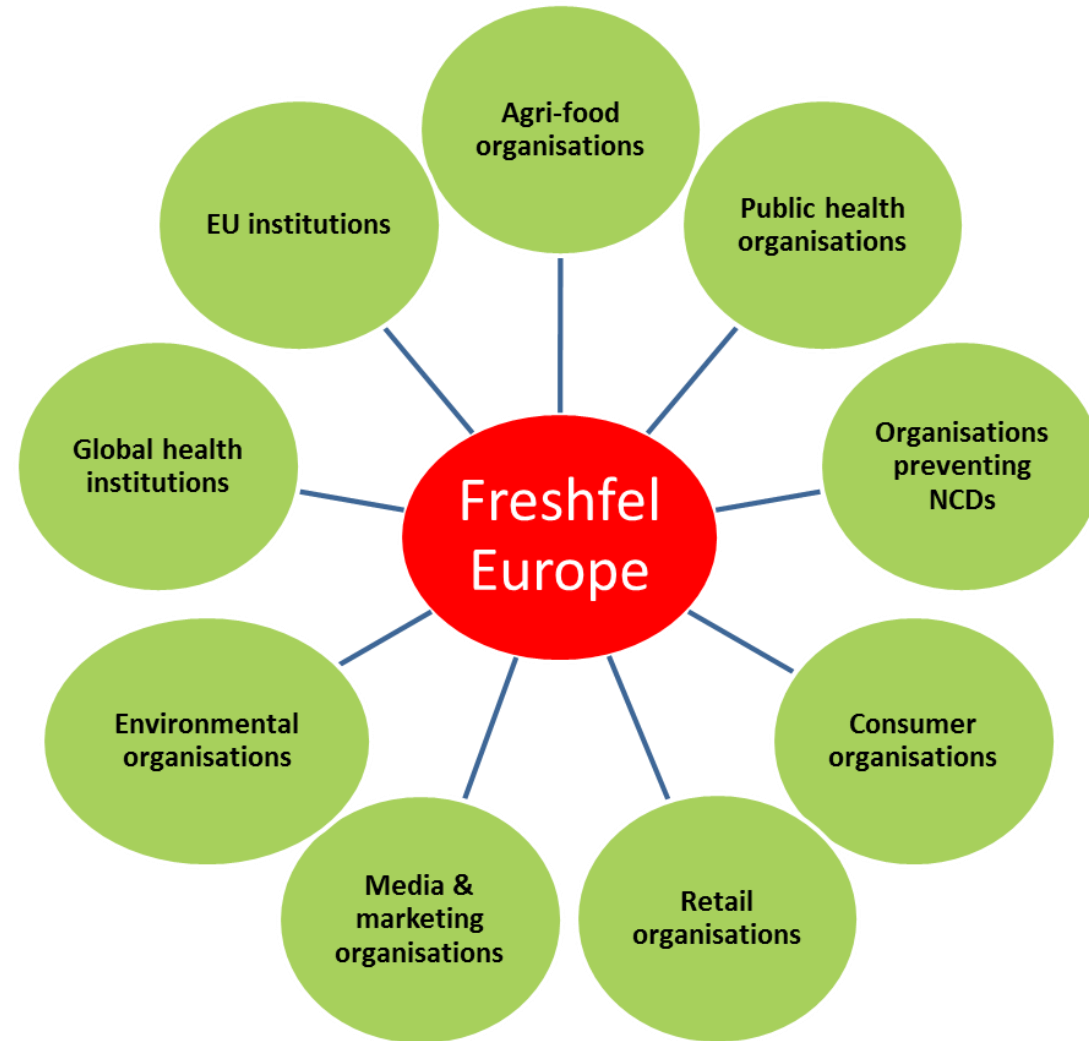 Agri-food
organisations
Public health
organisations
EU institutions
Organisations
preventing
NCDs
Global health
institutions
Freshfel
Europe
Consumer
organisations
Environmental
organisations
Retail
organisations
Media &
marketing
organisations